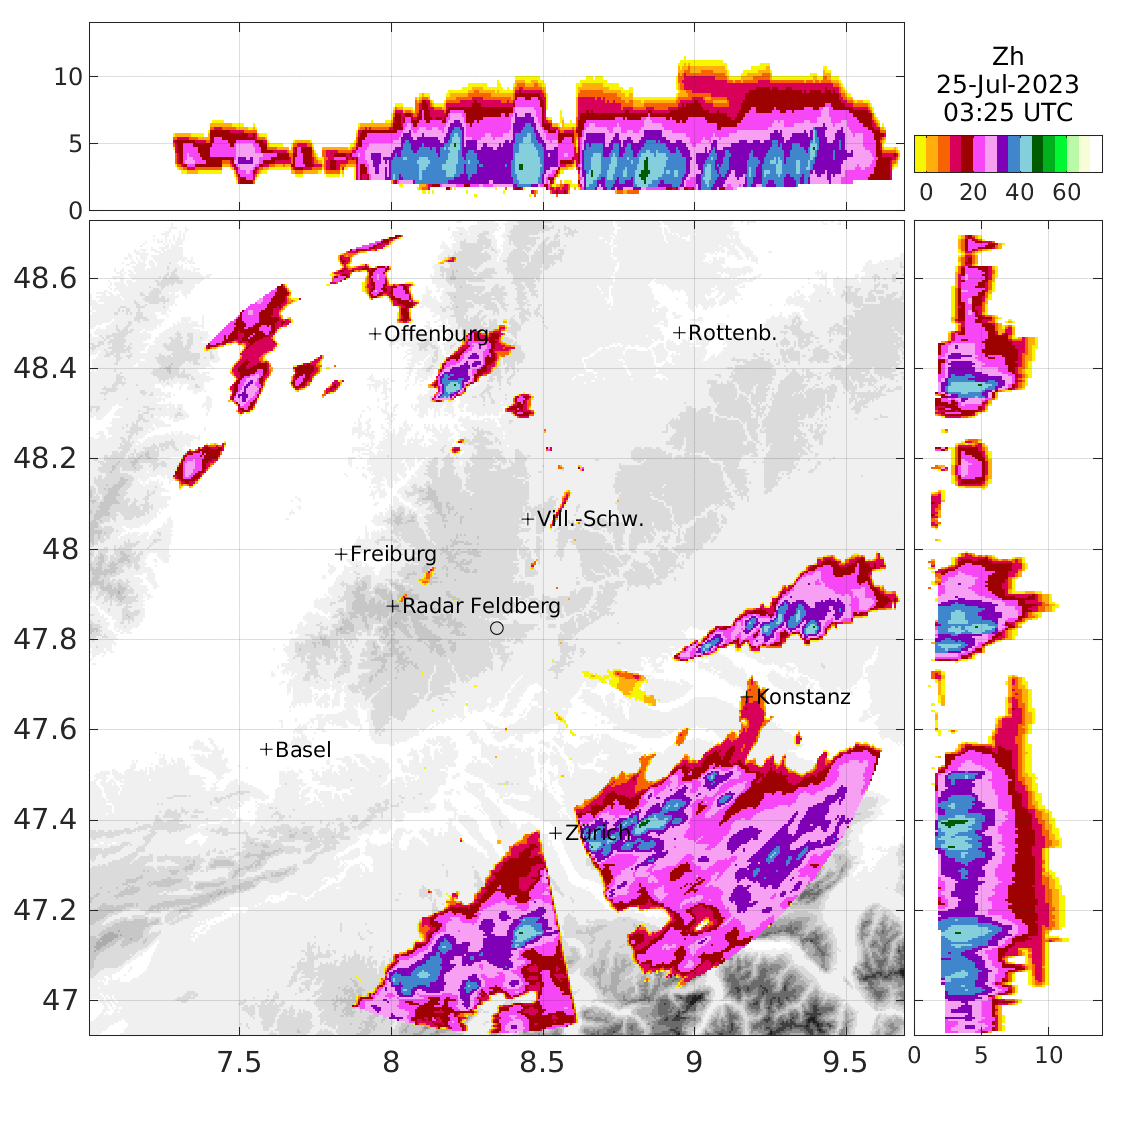 10
5
0
Zh
25-Jul-2023
03:25 UTC
0 20 40 60
48.6
48.4
48.2
48
47.8
47.6
47.4
47.2
47
Offenburg
Rottenb.
Vill.-Schw.
Freiburg
Radar Feldberg
Konstanz
Basel
Zurich
7.5 8 8.5 9 9.5
0 5 10